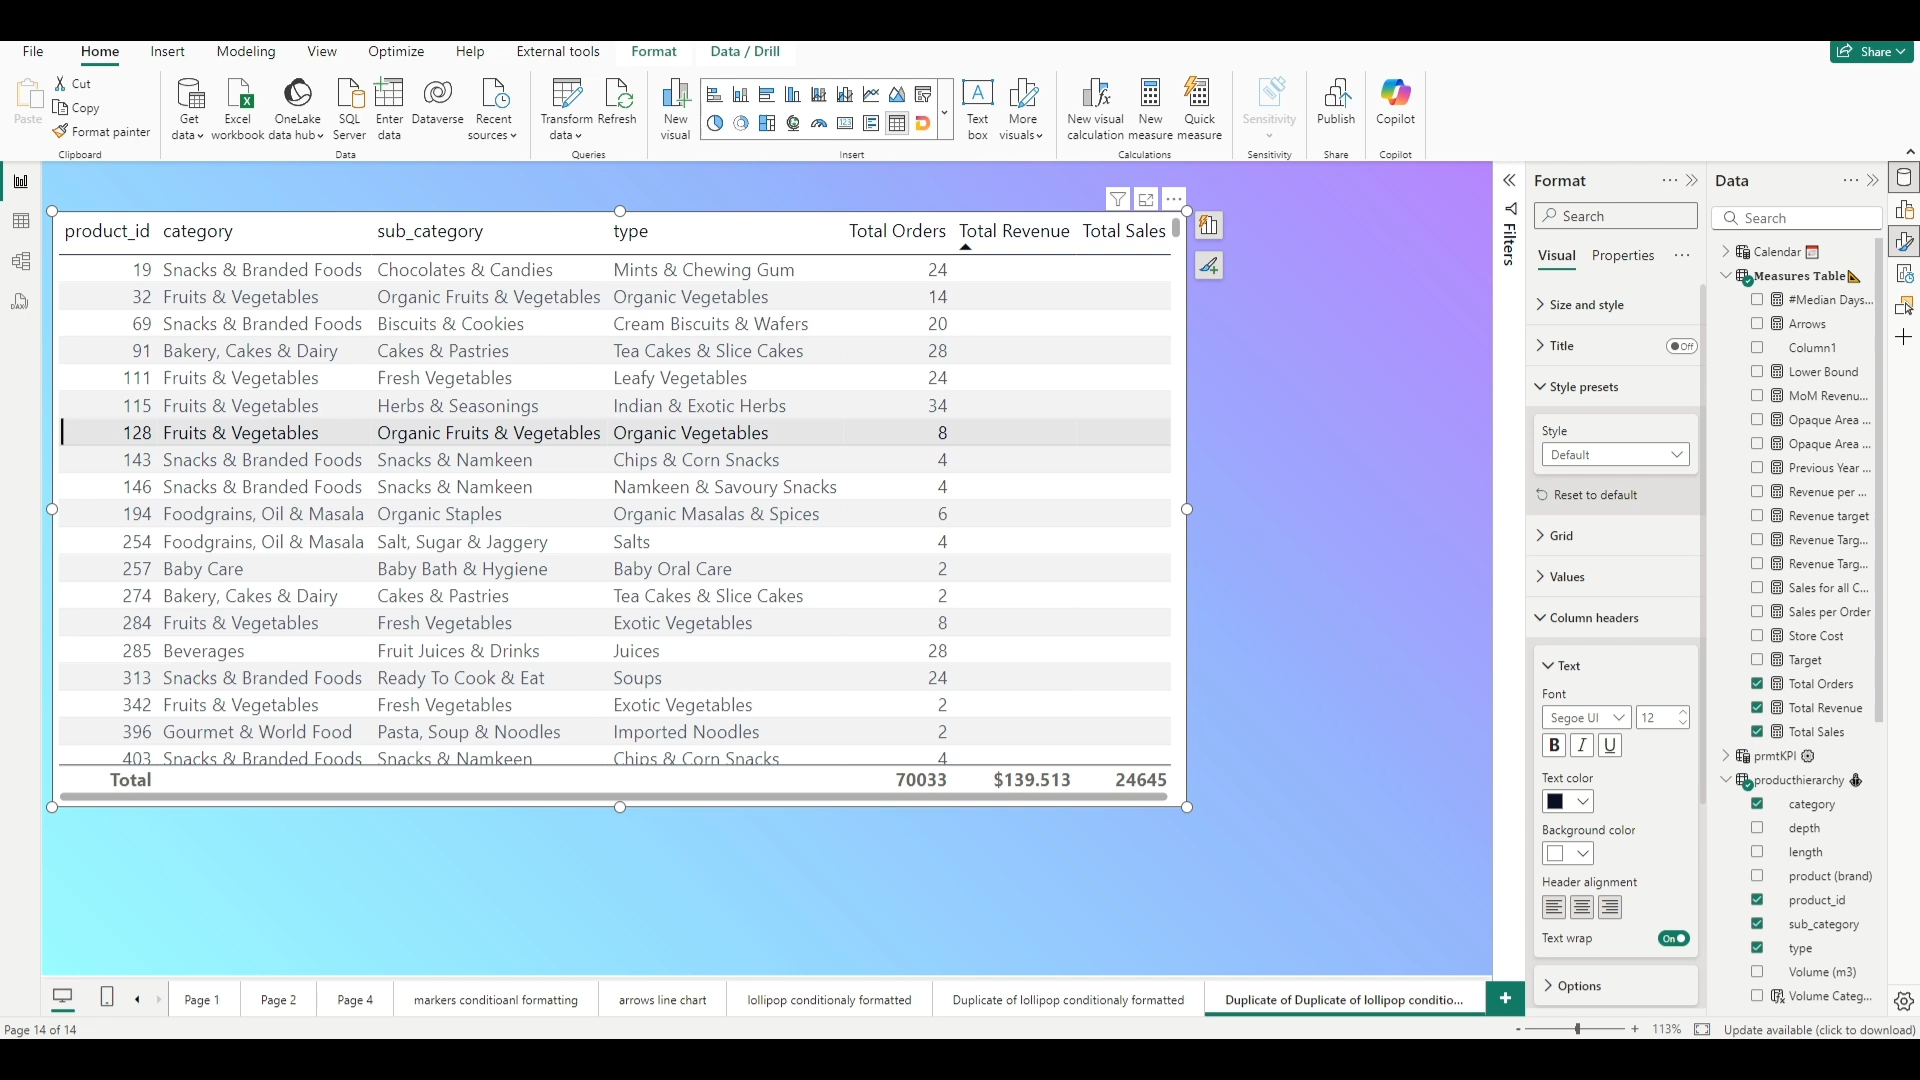 File Home Insert Modeling View Optimize Help External tools Format Data / Drill Share
Paste Cut Copy Format painter Clipboard
Get data Excel workbook OneLake data hub SQL Server Enter data Dataverse Recent sources Data
Transform data Refresh Queries
New visual Text box More visuals Insert
New visual calculation New measure Quick measure Calculations
Sensitivity Sensitivity
Publish Share
Copilot Copilot
product_id category sub_category type Total Orders Total Revenue Total Sales
19 Snacks & Branded Foods Chocolates & Candies Mints & Chewing Gum 24
32 Fruits & Vegetables Organic Fruits & Vegetables Organic Vegetables 14
69 Snacks & Branded Foods Biscuits & Cookies Cream Biscuits & Wafers 20
91 Bakery, Cakes & Dairy Cakes & Pastries Tea Cakes & Slice Cakes 28
111 Fruits & Vegetables Fresh Vegetables Leafy Vegetables 24
115 Fruits & Vegetables Herbs & Seasonings Indian & Exotic Herbs 34
128 Fruits & Vegetables Organic Fruits & Vegetables Organic Vegetables 8
143 Snacks & Branded Foods Snacks & Namkeen Chips & Corn Snacks 4
146 Snacks & Branded Foods Snacks & Namkeen Namkeen & Savoury Snacks 4
194 Foodgrains, Oil & Masala Organic Staples Organic Masalas & Spices 6
254 Foodgrains, Oil & Masala Salt, Sugar & Jaggery Salts 4
257 Baby Care Baby Bath & Hygiene Baby Oral Care 2
274 Bakery, Cakes & Dairy Cakes & Pastries Tea Cakes & Slice Cakes 2
284 Fruits & Vegetables Fresh Vegetables Exotic Vegetables 8
285 Beverages Fruit Juices & Drinks Juices 28
313 Snacks & Branded Foods Ready To Cook & Eat Soups 24
342 Fruits & Vegetables Fresh Vegetables Exotic Vegetables 2
396 Gourmet & World Food Pasta, Soup & Noodles Imported Noodles 2
403 Snacks & Branded Foods Snacks & Namkeen Chips & Corn Snacks 4
Total 70033 $139.513 24645
Filters
Format
Search
Visual Properties
Size and style
Title Off
Style presets
Style
Default
Reset to default
Grid
Values
Column headers
Text
Font
Segoe UI 12
B I U
Text color
Background color
Header alignment
Text wrap On
Options
Data
Search
Calendar
Measures Table
#Median Days...
Arrows
Column1
Lower Bound
MoM Revenu...
Opaque Area ...
Opaque Area ...
Previous Year ...
Revenue per ...
Revenue target
Revenue Targ...
Revenue Targ...
Sales for all C...
Sales per Order
Store Cost
Target
Total Orders
Total Revenue
Total Sales
prmtKPI
producthierarchy
category
depth
length
product (brand)
product_id
sub_category
type
Volume (m3)
Volume Categ...
Page 1 Page 2 Page 4 markers conditioanl formatting arrows line chart lollipop conditionaly formatted Duplicate of lollipop conditionaly formatted Duplicate of Duplicate of lollipop conditio... +
Page 14 of 14 - + 113% Update available (click to download)